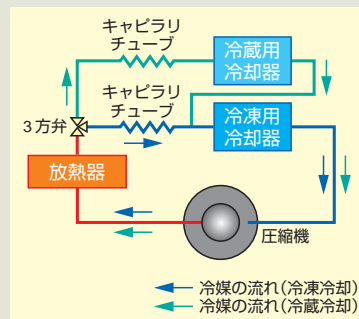 キャピラリ
チューブ
冷蔵用
冷却器
キャピラリ
チューブ
冷凍用
冷却器
3方弁
放熱器
圧縮機
冷媒の流れ(冷凍冷却)
冷媒の流れ(冷蔵冷却)